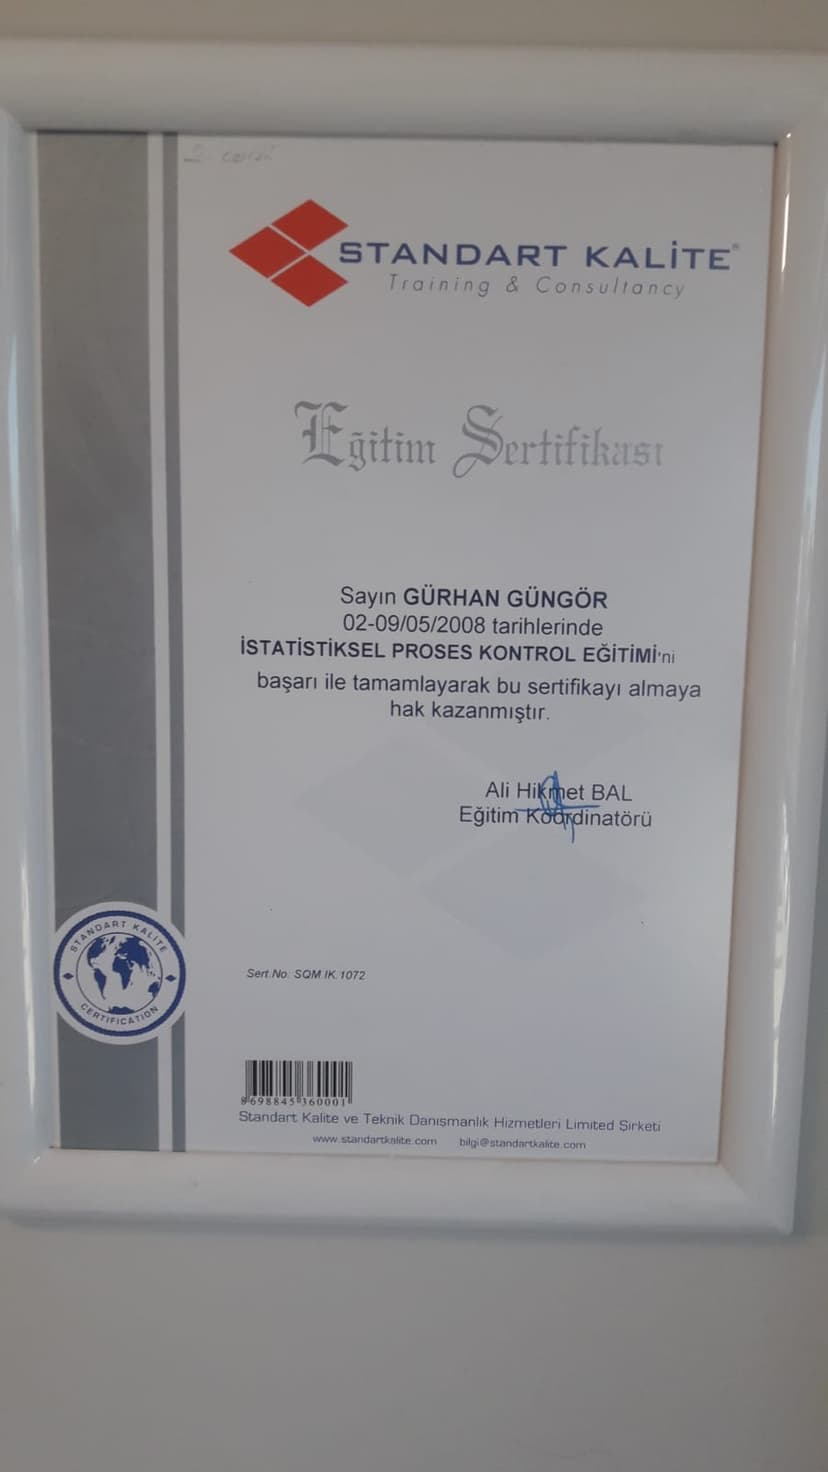 STANDART KALİTE®
Training & Consultancy
Eğitim Sertifikası
Sayın GÜRHAN GÜNGÖR
02-09/05/2008 tarihlerinde
İSTATİSTİKSEL PROSES KONTROL EĞİTİMİ'ni
başarı ile tamamlayarak bu sertifikayı almaya
hak kazanmıştır.
Ali Hikmet BAL
Eğitim Koordinatörü
STANDART KALITE
CERTIFICATION
Sert.No: SQM IK.1072
8698845360001
Standart Kalite ve Teknik Danışmanlık Hizmetleri Limited Şirketi
www.standartkalite.com bilgi@standartkalite.com